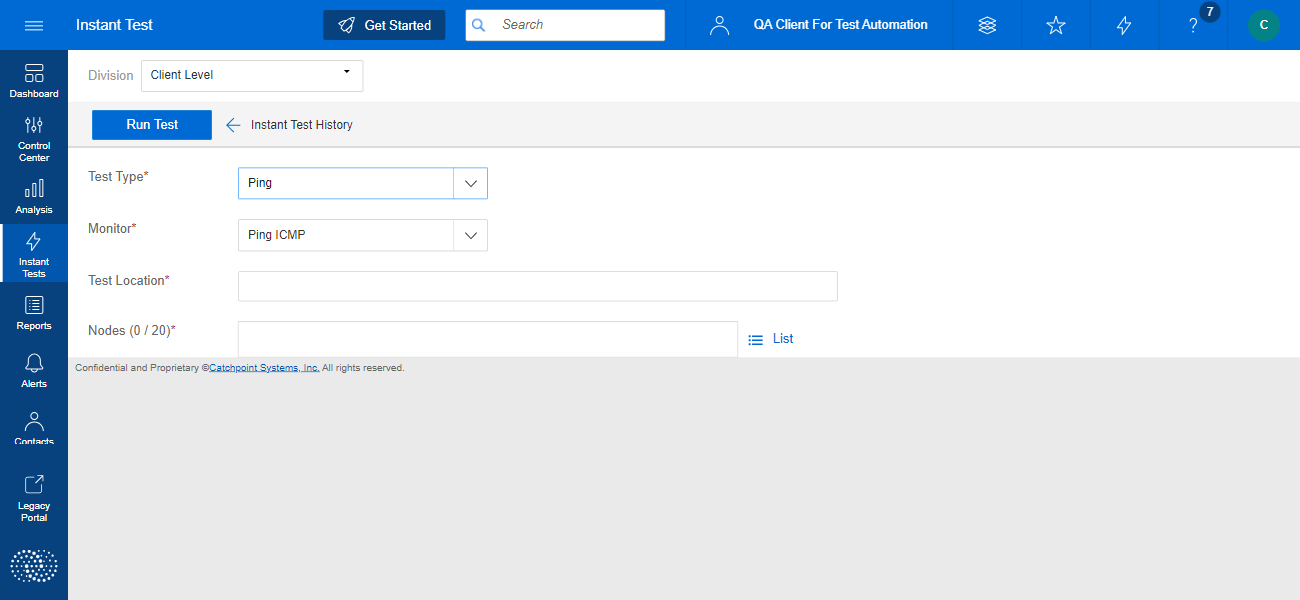 Instant Test
Get Started
Search
QA Client For Test Automation
?
7
C
Dashboard
Control
Center
Analysis
Instant
Tests
Reports
Alerts
Contacts
Legacy
Portal
Division
Client Level
Run Test
Instant Test History
Test Type*
Ping
Monitor*
Ping ICMP
Test Location*
Nodes (0 / 20)*
List
Confidential and Proprietary ©Catchpoint Systems, Inc. All rights reserved.